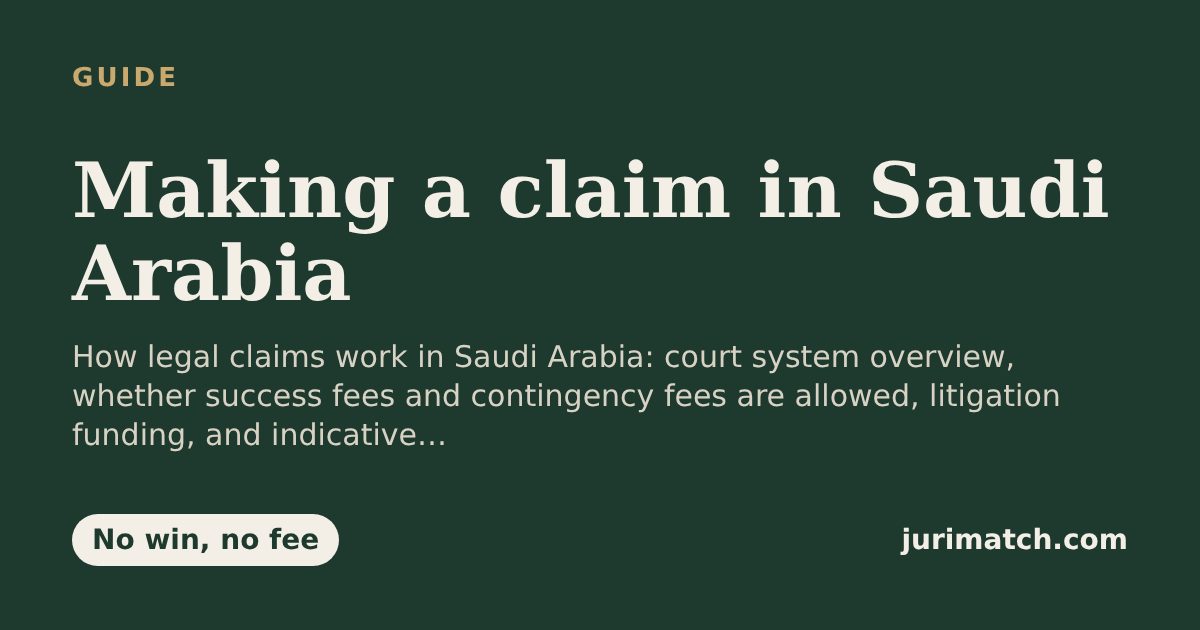 GUIDE
Making a claim in Saudi
Arabia
How legal claims work in Saudi Arabia: court system overview,
whether success fees and contingency fees are allowed, litigation
funding, and indicative…
No win, no fee
jurimatch.com